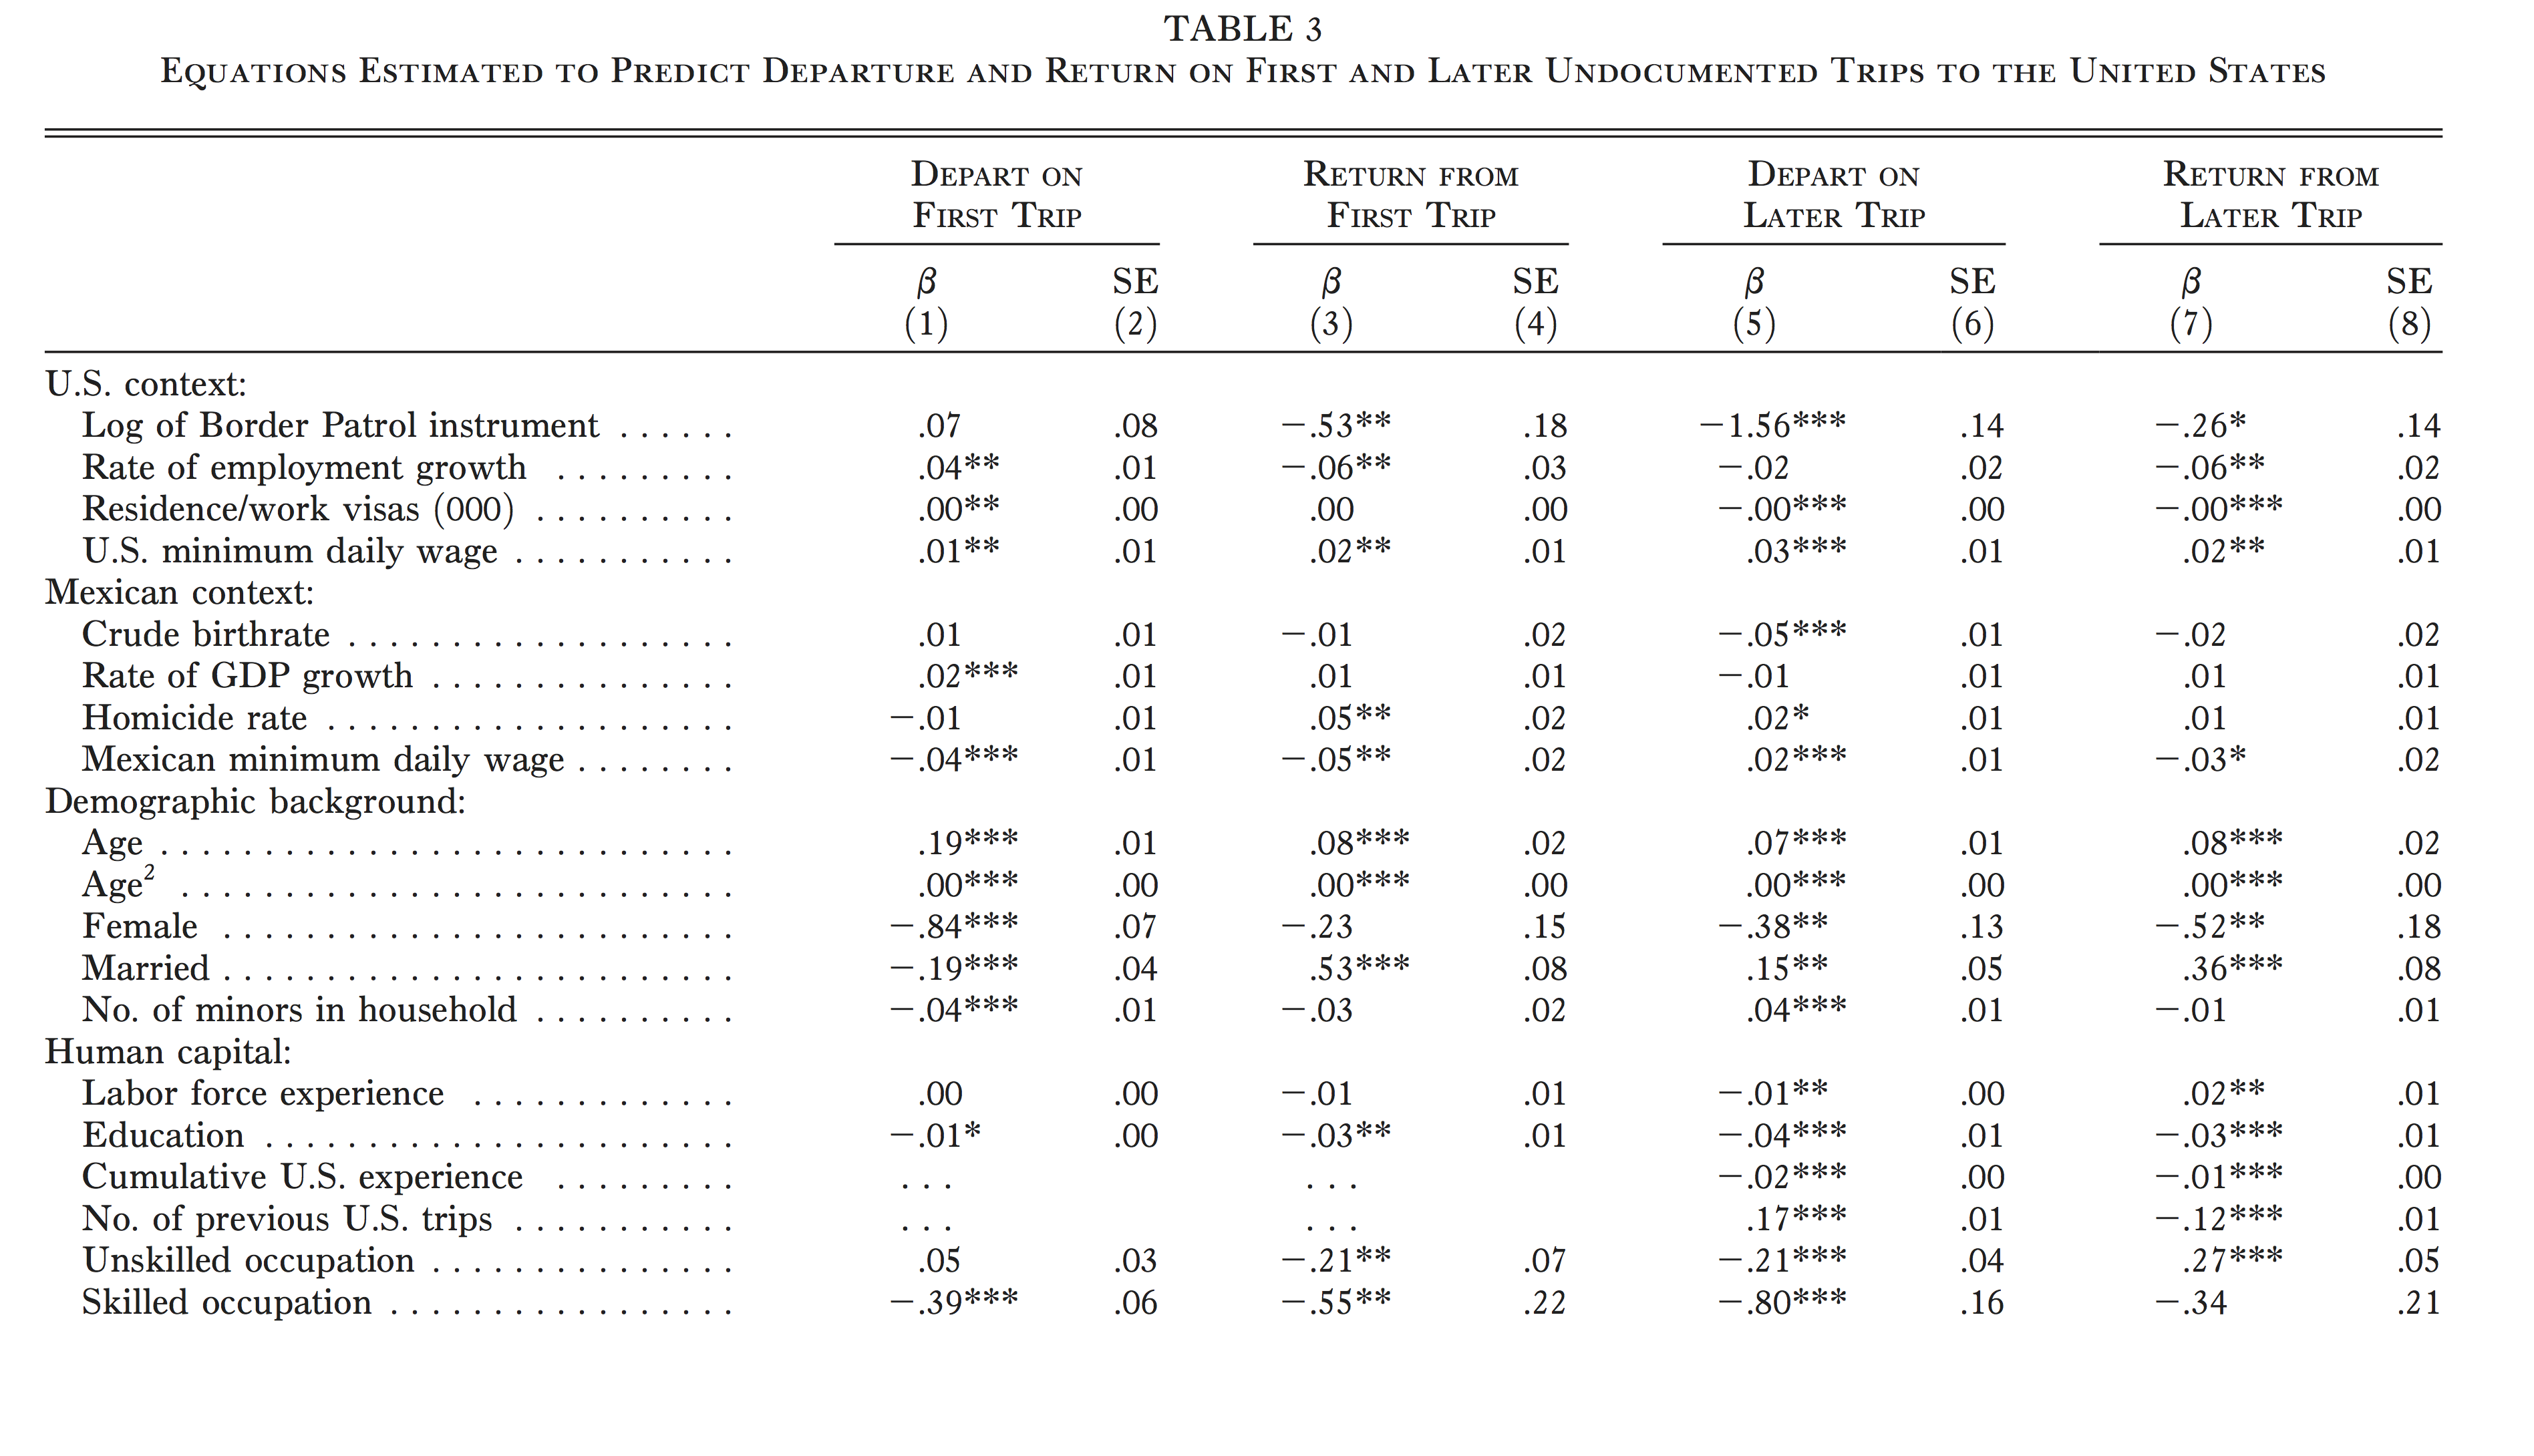 TABLE 3
Equations Estimated to Predict Departure and Return on First and Later Undocumented Trips to the United States
Depart on First Trip Return from First Trip Depart on Later Trip Return from Later Trip
β SE β SE β SE β SE
(1) (2) (3) (4) (5) (6) (7) (8)
U.S. context:
Log of Border Patrol instrument . . . . . . .07 .08 −.53** .18 −1.56*** .14 −.26* .14
Rate of employment growth . . . . . . . . . .04** .01 −.06** .03 −.02 .02 −.06** .02
Residence/work visas (000) . . . . . . . . . . .00** .00 .00 .00 −.00*** .00 −.00*** .00
U.S. minimum daily wage . . . . . . . . . . . .01** .01 .02** .01 .03*** .01 .02** .01
Mexican context:
Crude birthrate . . . . . . . . . . . . . . . . . . . .01 .01 −.01 .02 −.05*** .01 −.02 .02
Rate of GDP growth . . . . . . . . . . . . . . . .02*** .01 .01 .01 −.01 .01 .01 .01
Homicide rate . . . . . . . . . . . . . . . . . . . . −.01 .01 .05** .02 .02* .01 .01 .01
Mexican minimum daily wage . . . . . . . . −.04*** .01 −.05** .02 .02*** .01 −.03* .02
Demographic background:
Age . . . . . . . . . . . . . . . . . . . . . . . . . . . . .19*** .01 .08*** .02 .07*** .01 .08*** .02
Age² . . . . . . . . . . . . . . . . . . . . . . . . . . . .00*** .00 .00*** .00 .00*** .00 .00*** .00
Female . . . . . . . . . . . . . . . . . . . . . . . . . −.84*** .07 −.23 .15 −.38** .13 −.52** .18
Married . . . . . . . . . . . . . . . . . . . . . . . . . −.19*** .04 .53*** .08 .15** .05 .36*** .08
No. of minors in household . . . . . . . . . . −.04*** .01 −.03 .02 .04*** .01 −.01 .01
Human capital:
Labor force experience . . . . . . . . . . . . . .00 .00 −.01 .01 −.01** .00 .02** .01
Education . . . . . . . . . . . . . . . . . . . . . . . −.01* .00 −.03** .01 −.04*** .01 −.03*** .01
Cumulative U.S. experience . . . . . . . . . . . . . . . −.02*** .00 −.01*** .00
No. of previous U.S. trips . . . . . . . . . . . . . . . . . .17*** .01 −.12*** .01
Unskilled occupation . . . . . . . . . . . . . . . .05 .03 −.21** .07 −.21*** .04 .27*** .05
Skilled occupation . . . . . . . . . . . . . . . . . −.39*** .06 −.55** .22 −.80*** .16 −.34 .21